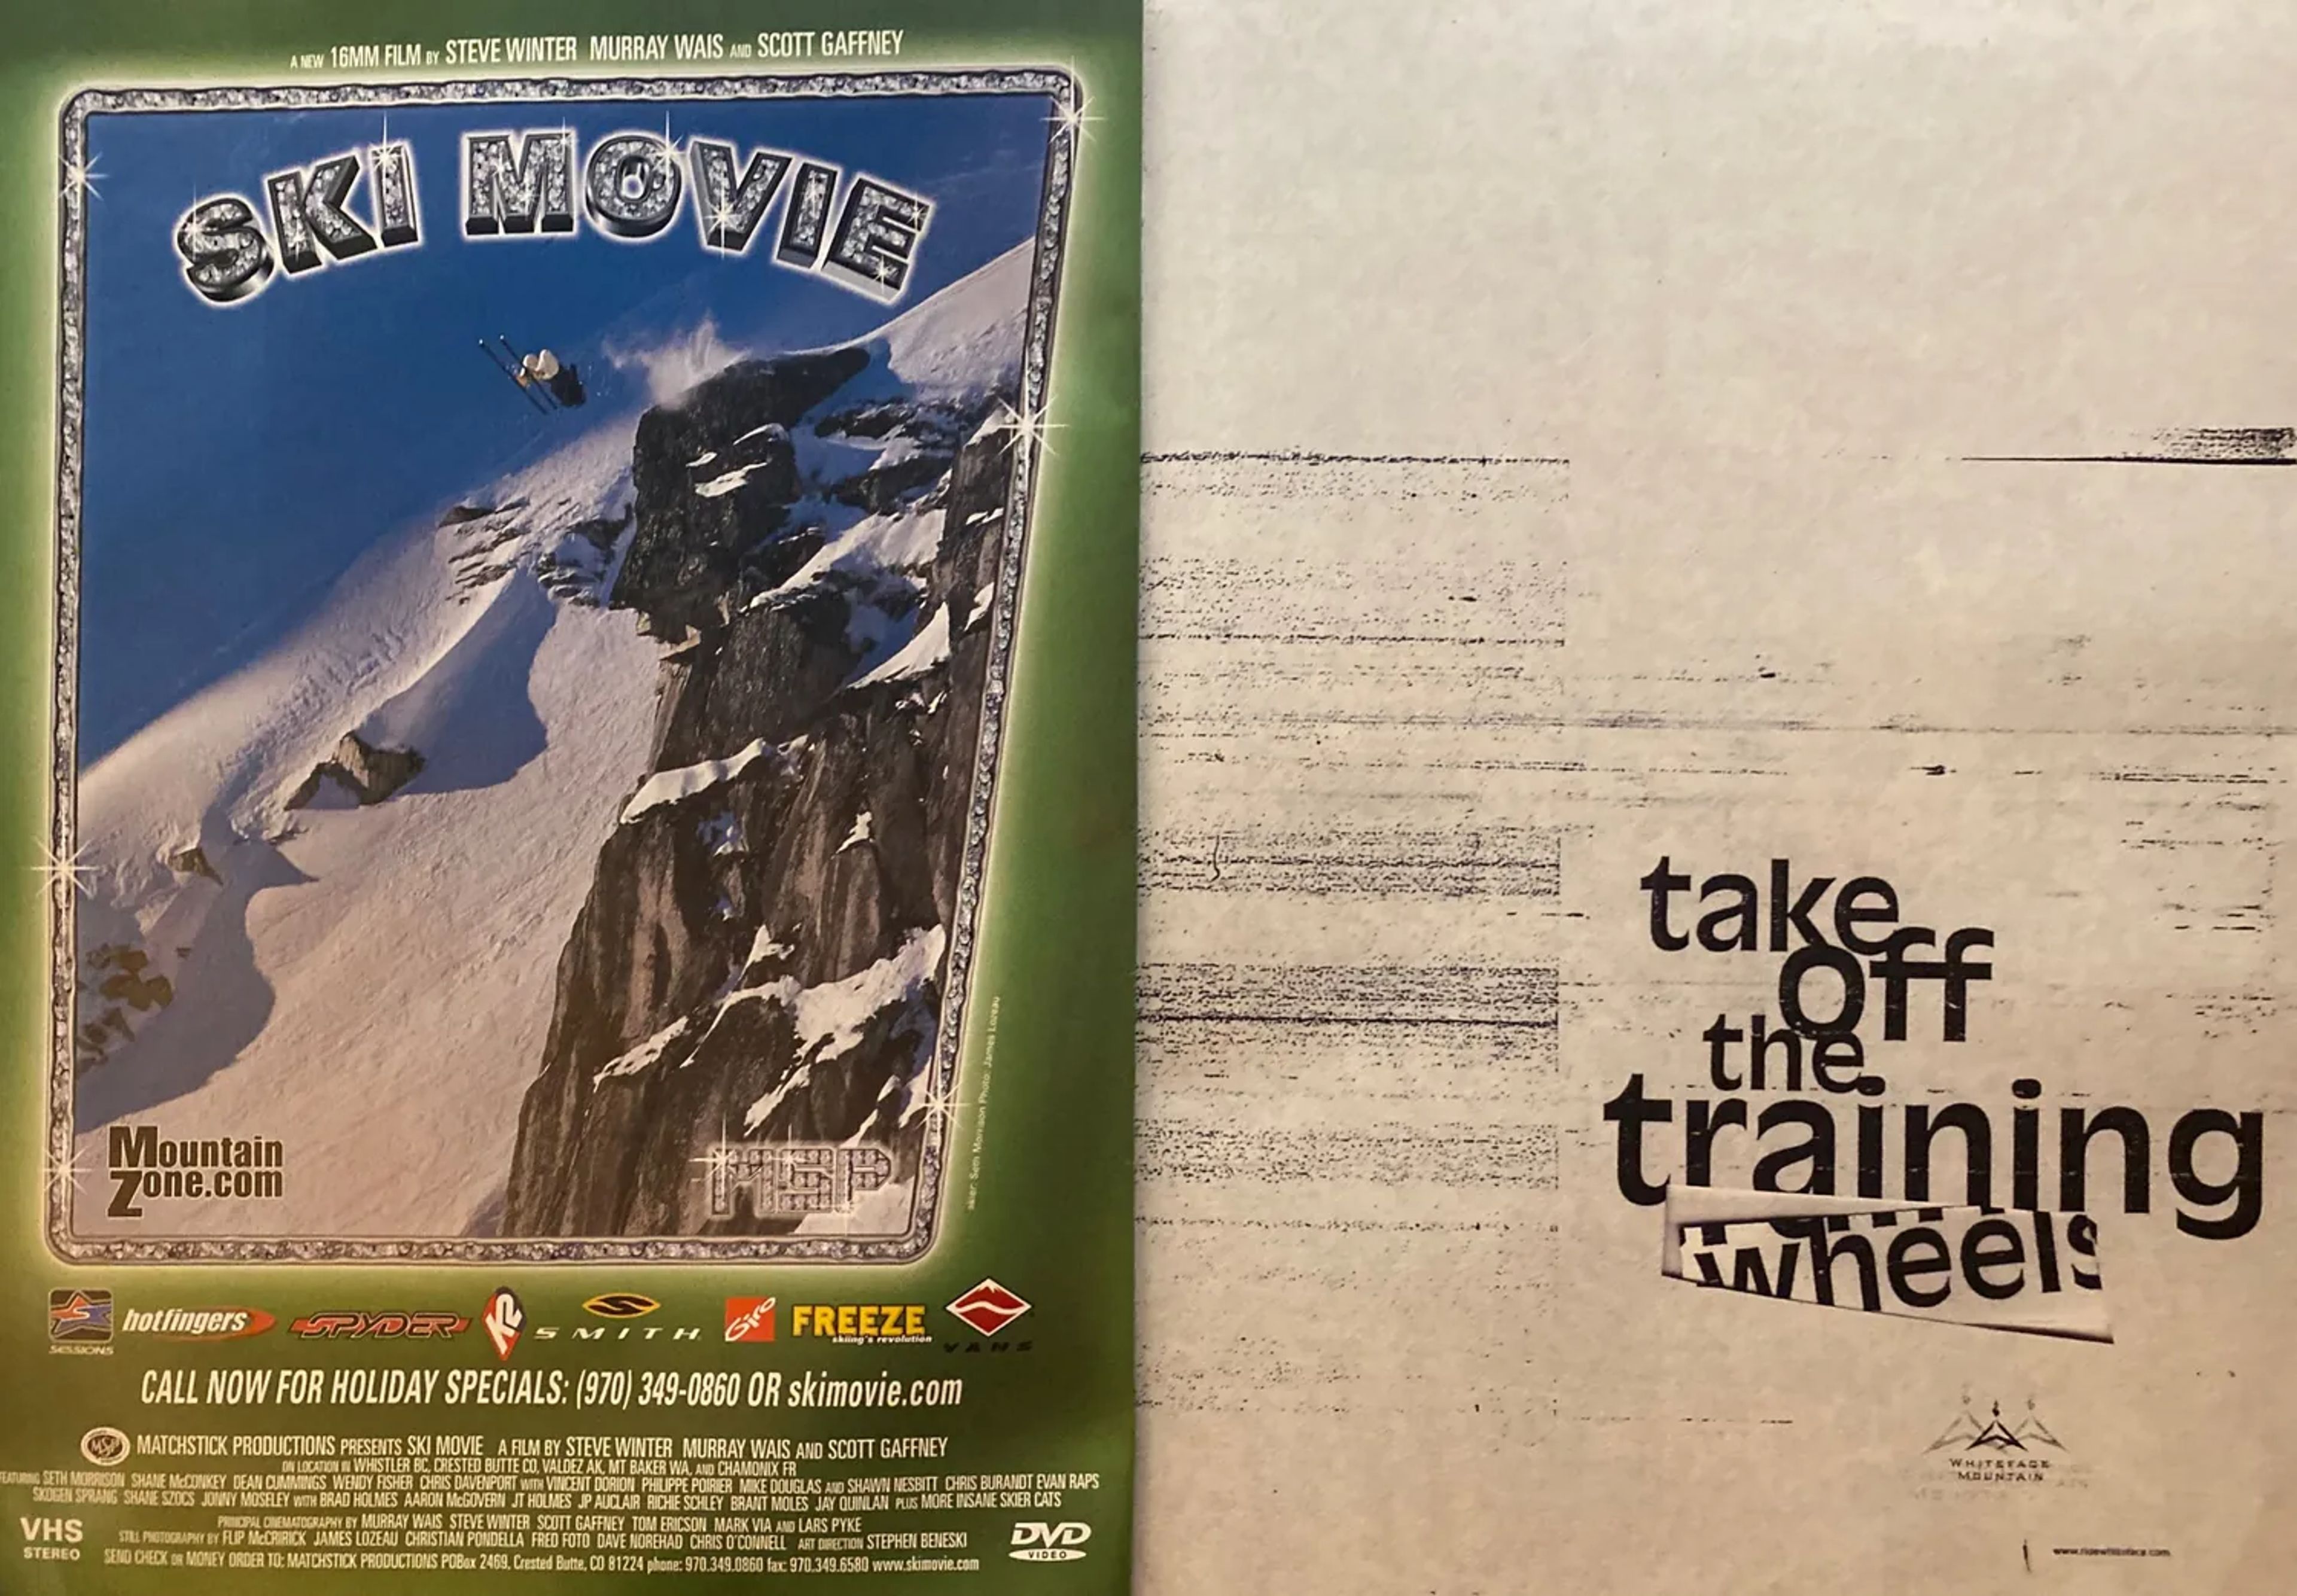 A NEW 16MM FILM BY STEVE WINTER MURRAY WAIS AND SCOTT GAFFNEY
SKI MOVIE
Mountain
Zone.com
MSP
skier: Seth Morrison Photo: James Lozeau
SESSIONS
hotfingers
SPYDER
K2
SMITH
Giro
FREEZE
skiing's revolution
VANS
CALL NOW FOR HOLIDAY SPECIALS: (970) 349-0860 OR skimovie.com
MSP MATCHSTICK PRODUCTIONS PRESENTS SKI MOVIE A FILM BY STEVE WINTER MURRAY WAIS AND SCOTT GAFFNEY
ON LOCATION IN WHISTLER BC, CRESTED BUTTE CO, VALDEZ AK, MT BAKER WA, AND CHAMONIX FR
FEATURING SETH MORRISON SHANE McCONKEY DEAN CUMMINGS WENDY FISHER CHRIS DAVENPORT WITH VINCENT DORION PHILIPPE POIRIER MIKE DOUGLAS AND SHAWN NESBITT CHRIS BURANDT EVAN RAPS
SKOGEN SPRANG SHANE SZOCS JONNY MOSELEY WITH BRAD HOLMES AARON McGOVERN JT HOLMES JP AUCLAIR RICHIE SCHLEY BRANT MOLES JAY QUINLAN PLUS MORE INSANE SKIER CATS
PRINCIPAL CINEMATOGRAPHY BY MURRAY WAIS STEVE WINTER SCOTT GAFFNEY TOM ERICSON MARK VIA AND LARS PYKE
STILL PHOTOGRAPHY BY FLIP McCRIRICK JAMES LOZEAU CHRISTIAN PONDELLA FRED FOTO DAVE NOREHAD CHRIS O'CONNELL ART DIRECTION STEPHEN BENESKI
SEND CHECK OR MONEY ORDER TO: MATCHSTICK PRODUCTIONS POBox 2469, Crested Butte, CO 81224 phone: 970.349.0860 fax: 970.349.6580 www.skimovie.com
VHS
STEREO
DVD
VIDEO
take
off
the
training
wheels
WHITEFACE
MOUNTAIN